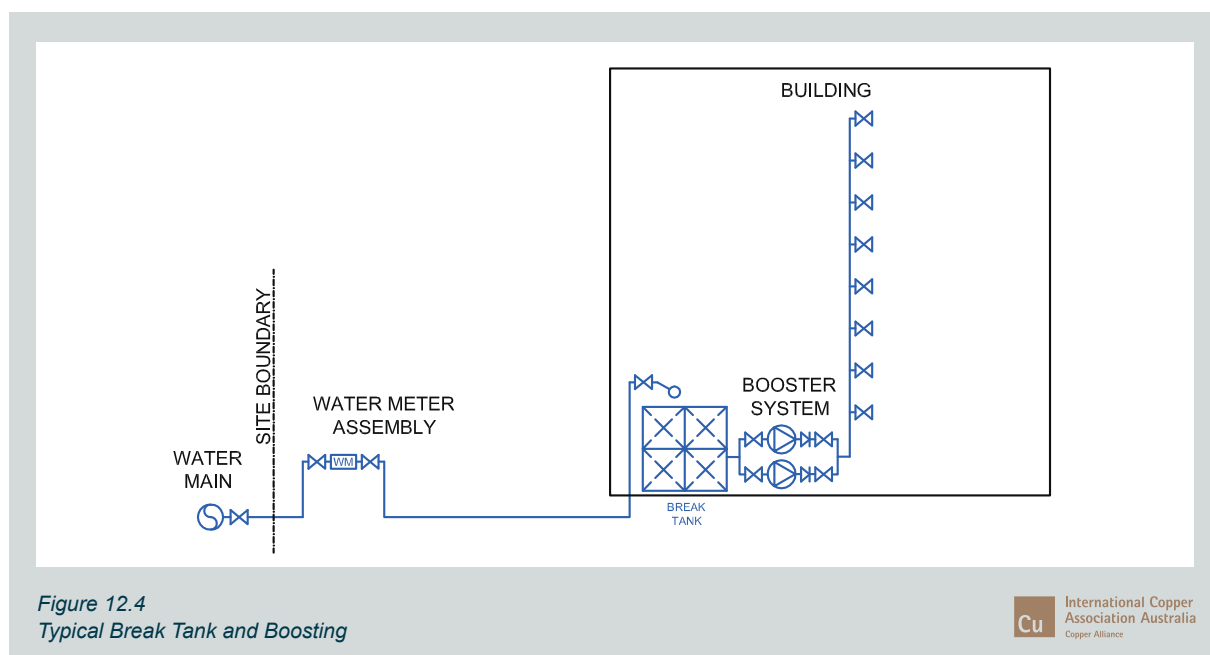 BUILDING
SITE BOUNDARY
BOOSTER
SYSTEM
WATER METER
ASSEMBLY
WATER
MAIN
WM
BREAK
TANK
Figure 12.4
Typical Break Tank and Boosting
Cu
International Copper
Association Australia
Copper Alliance